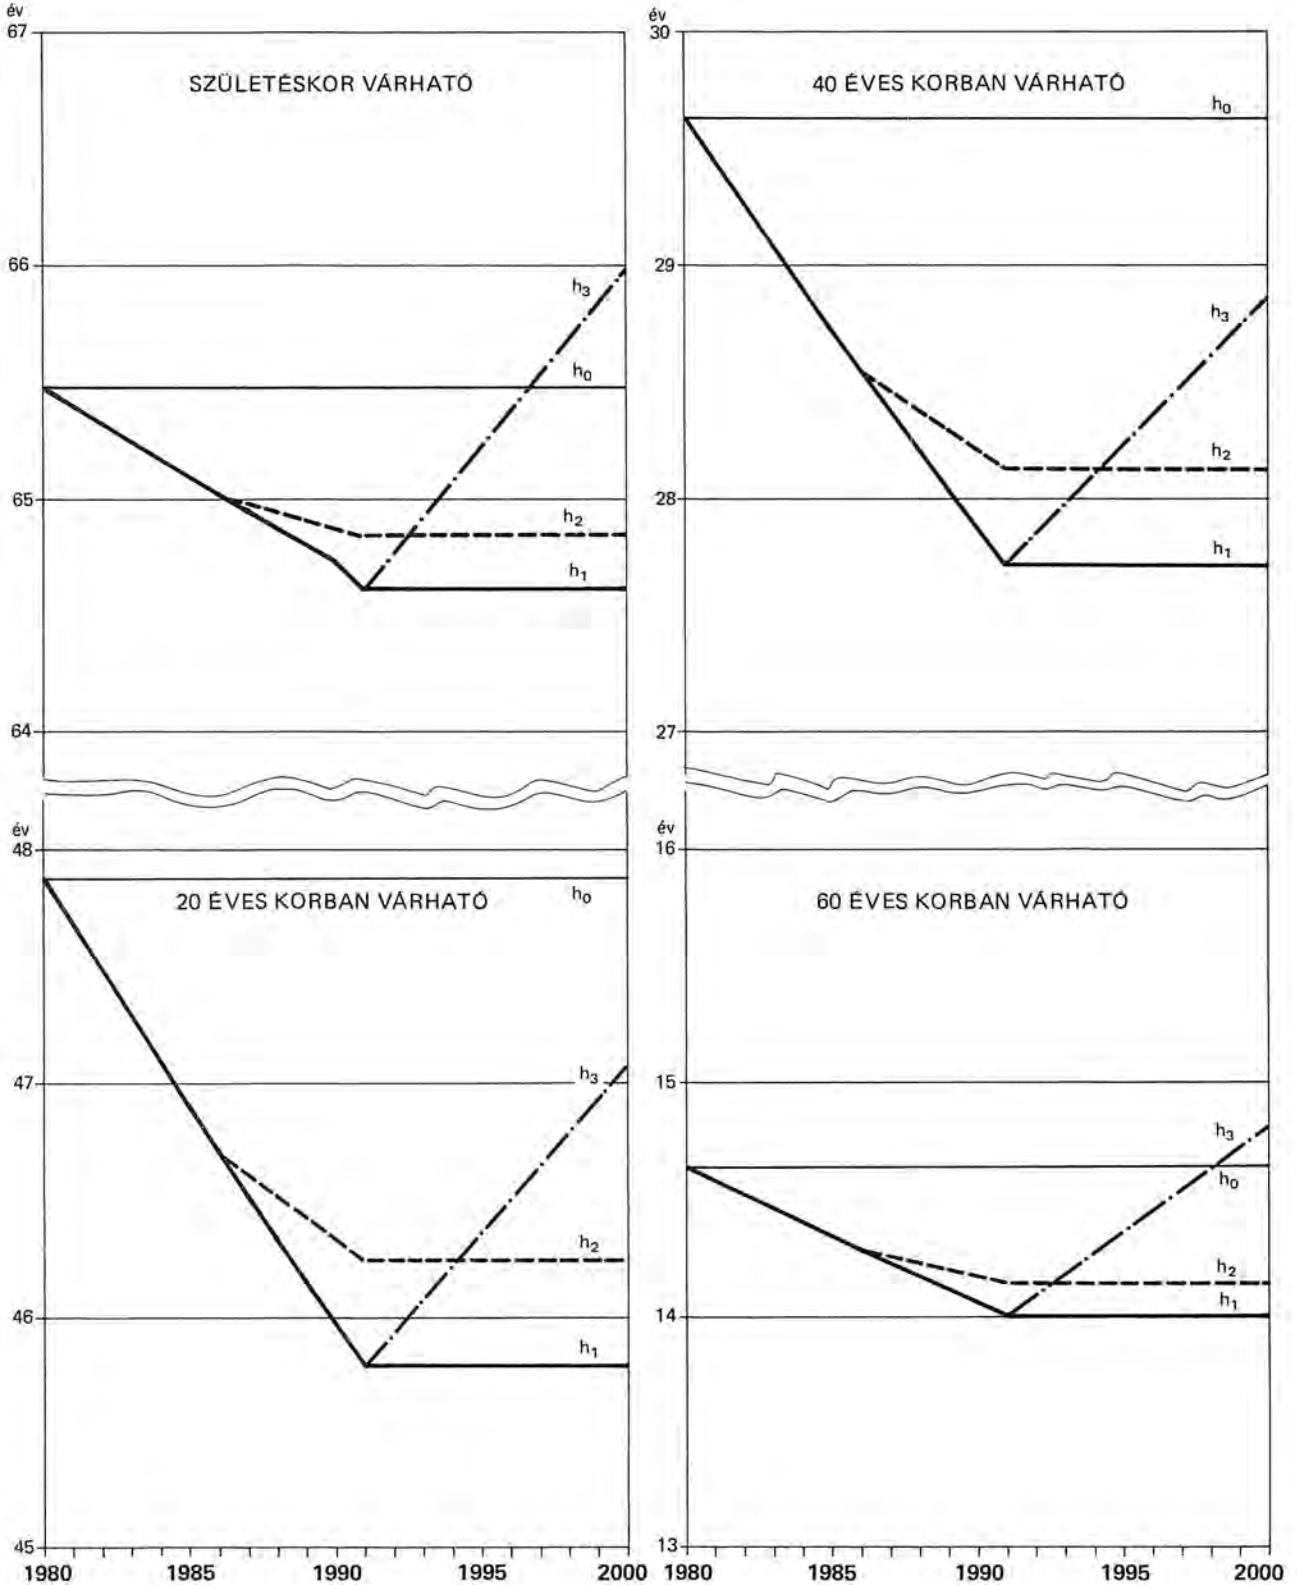 év
67
SZÜLETÉSKOR VÁRHATÓ
66
h3
h0
65
h2
h1
64
év
30
40 ÉVES KORBAN VÁRHATÓ
h0
29
h3
h2
28
h1
27
év
48
20 ÉVES KORBAN VÁRHATÓ
h0
47
h3
h2
46
h1
45
1980 1985 1990 1995 2000
év
16
60 ÉVES KORBAN VÁRHATÓ
15
h3
h0
h2
h1
14
13
1980 1985 1990 1995 2000